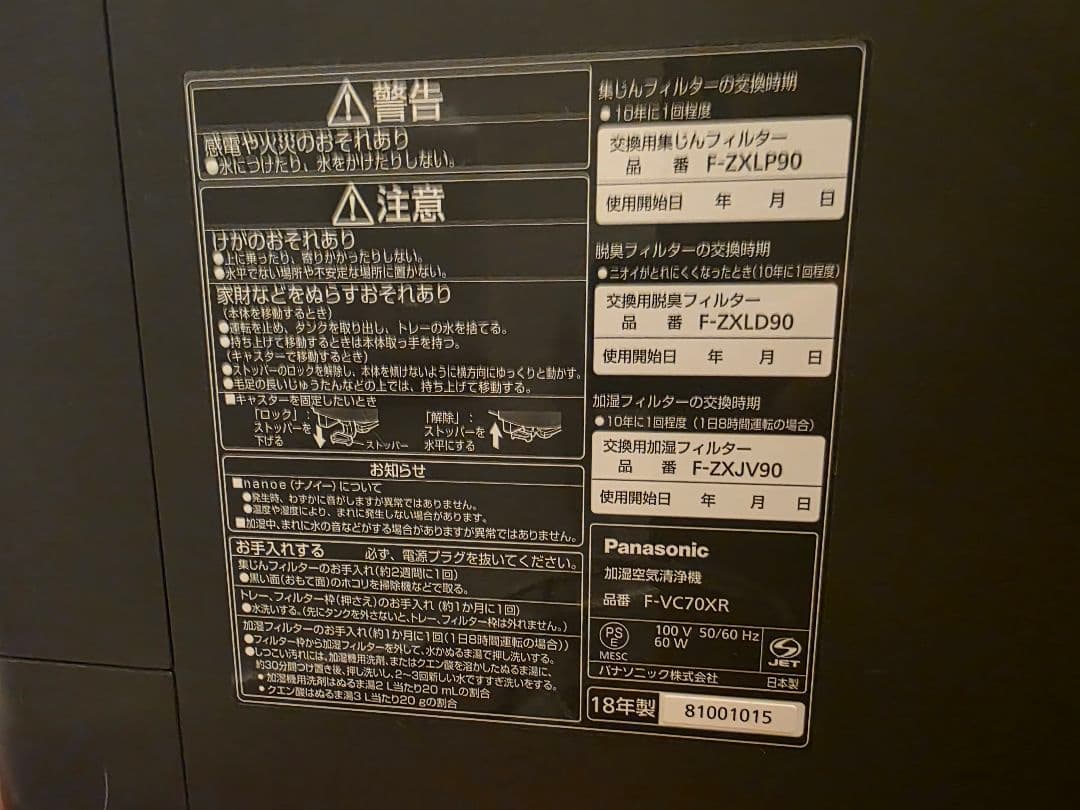 警告
感電や火災のおそれあり
●水につけたり、水をかけたりしない。
注意
けがのおそれあり
●上に乗ったり、寄りかかったりしない。
●水平でない場所や不安定な場所に置かない。
家財などをぬらすおそれあり
(本体を移動するとき)
●運転を止め、タンクを取り出し、トレーの水を捨てる。
●持ち上げて移動するときは本体取っ手を持つ。
(キャスターで移動するとき)
●ストッパーのロックを解除し、本体を傾けないように横方向にゆっくりと動かす。
●毛足の長いじゅうたんなどの上では、持ち上げて移動する。
■キャスターを固定したいとき
「ロック」:
ストッパーを
下げる
ストッパー
「解除」:
ストッパーを
水平にする
お知らせ
■nanoe(ナノイー)について
●発生時、わずかに音がしますが異常ではありません。
●温度や湿度により、まれに発生しない場合があります。
■加湿中、まれに水の音などがする場合がありますが異常ではありません。
お手入れする 必ず、電源プラグを抜いてください。
集じんフィルターのお手入れ(約2週間に1回)
●黒い面(おもて面)のホコリを掃除機などで取る。
トレー、フィルター枠(押さえ)のお手入れ(約1か月に1回)
●水洗いする。(先にタンクを外さないと、トレー、フィルター枠は外れません。)
加湿フィルターのお手入れ(約1か月に1回(1日8時間運転の場合))
●フィルター枠から加湿フィルターを外して、水かぬるま湯で押し洗いする。
●しつこい汚れには、加湿機用洗剤、またはクエン酸を溶かしたぬるま湯に、
約30分間つけ置き後、押し洗いし、2~3回新しい水ですすぎ洗いをする。
• 加湿機用洗剤はぬるま湯2 L当たり20 mLの割合
• クエン酸はぬるま湯3 L当たり20 gの割合
集じんフィルターの交換時期
●10年に1回程度
交換用集じんフィルター
品 番 F-ZXLP90
使用開始日 年 月 日
脱臭フィルターの交換時期
●ニオイがとれにくくなったとき(10年に1回程度)
交換用脱臭フィルター
品 番 F-ZXLD90
使用開始日 年 月 日
加湿フィルターの交換時期
●10年に1回程度(1日8時間運転の場合)
交換用加湿フィルター
品 番 F-ZXJV90
使用開始日 年 月 日
Panasonic
加湿空気清浄機
品番 F-VC70XR
PS
E
MESC
100 V 50/60 Hz
60 W
JET
パナソニック株式会社 日本製
18年製 81001015